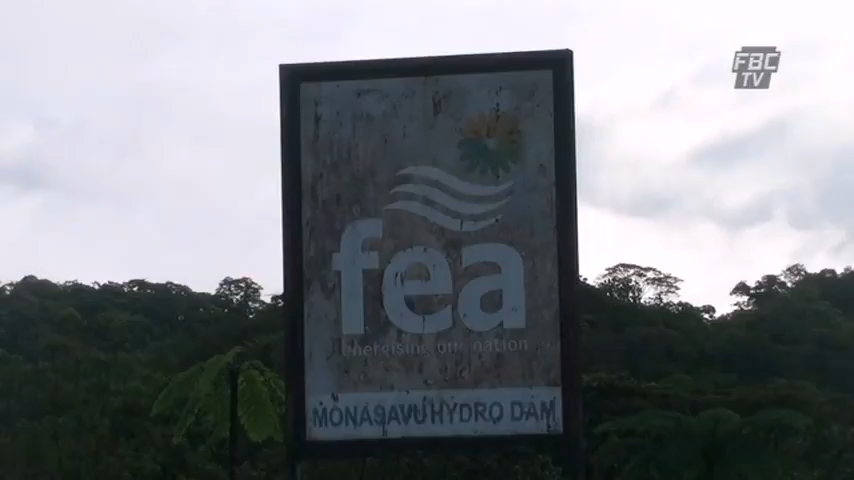 FBC
TV
fea
energising our nation
MONASAVU HYDRO DAM